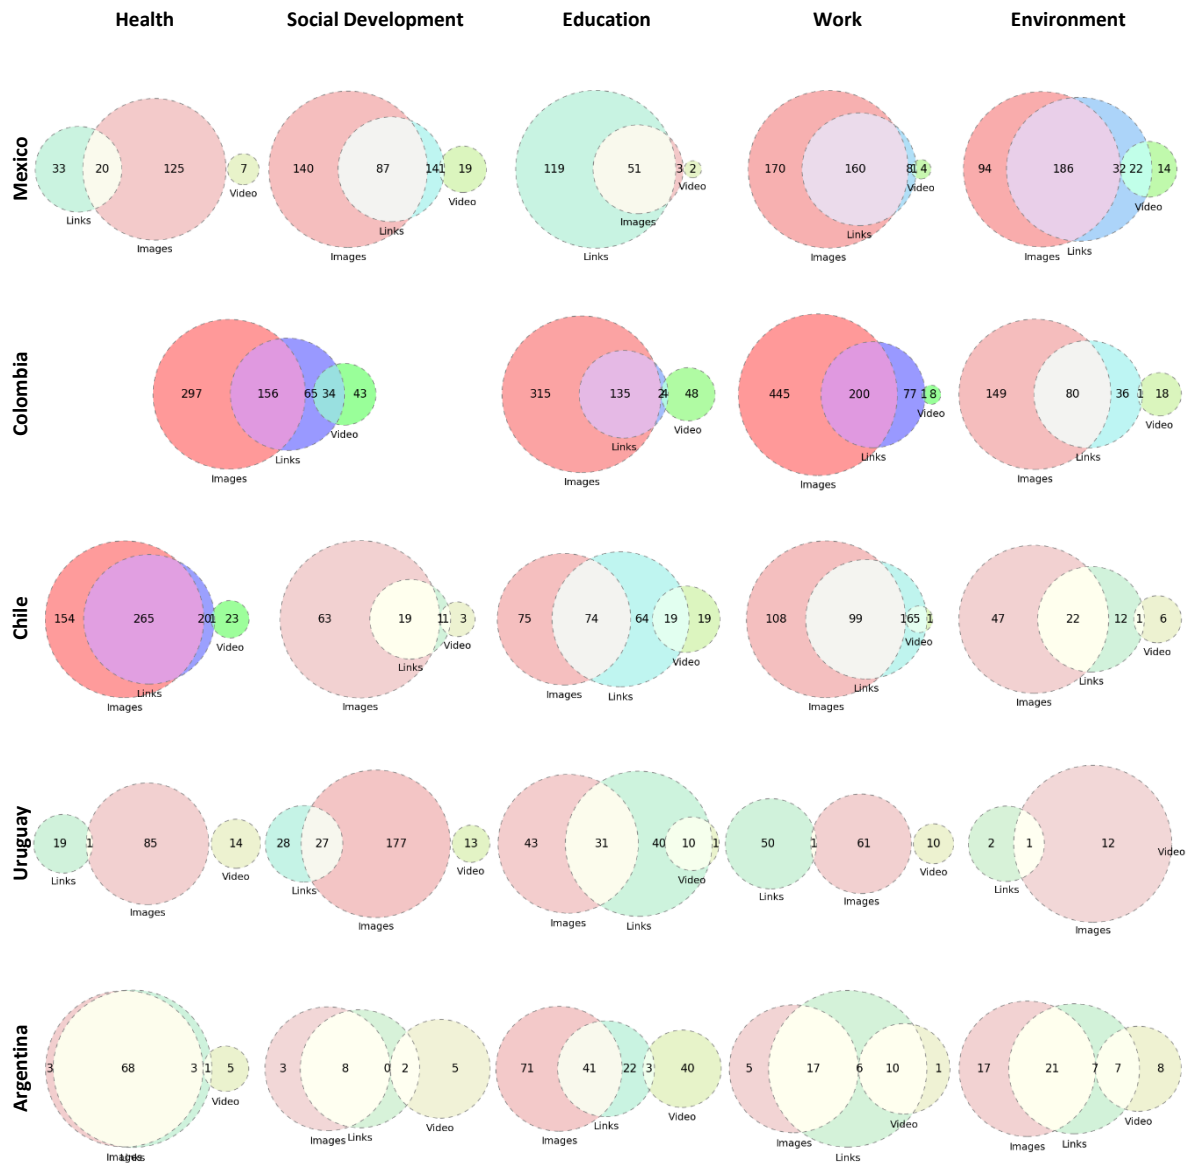 Health Social Development Education Work Environment
Mexico
33 20 125 7
Video
Links
Images
140 87 14 1 19
Video
Links
Images
119 51 3 2
Video
Images
Links
170 160 8 1 4
Video
Links
Images
94 186 32 22 14
Video
Links
Images
Colombia
297 156 65 34 43
Video
Links
Images
315 135 2 4 48
Video
Links
Images
445 200 77 1 8
Video
Links
Images
149 80 36 1 18
Video
Links
Images
Chile
154 265 20 1 23
Video
Links
Images
63 19 1 1 3
Video
Links
Images
75 74 64 19 19
Video
Links
Images
108 99 16 5 1
Video
Links
Images
47 22 12 1 6
Video
Links
Images
Uruguay
19 1 85 14
Video
Links
Images
28 27 177 13
Video
Links
Images
43 31 40 10 1
Video
Links
Images
50 1 61 10
Video
Links
Images
2 1 12
Video
Links
Images
Argentina
3 68 3 1 5
Video
Images Links
3 8 0 2 5
Video
Images Links
71 41 22 3 40
Video
Links
Images
5 17 6 10 1
Video
Images
Links
17 21 7 7 8
Video
Links
Images